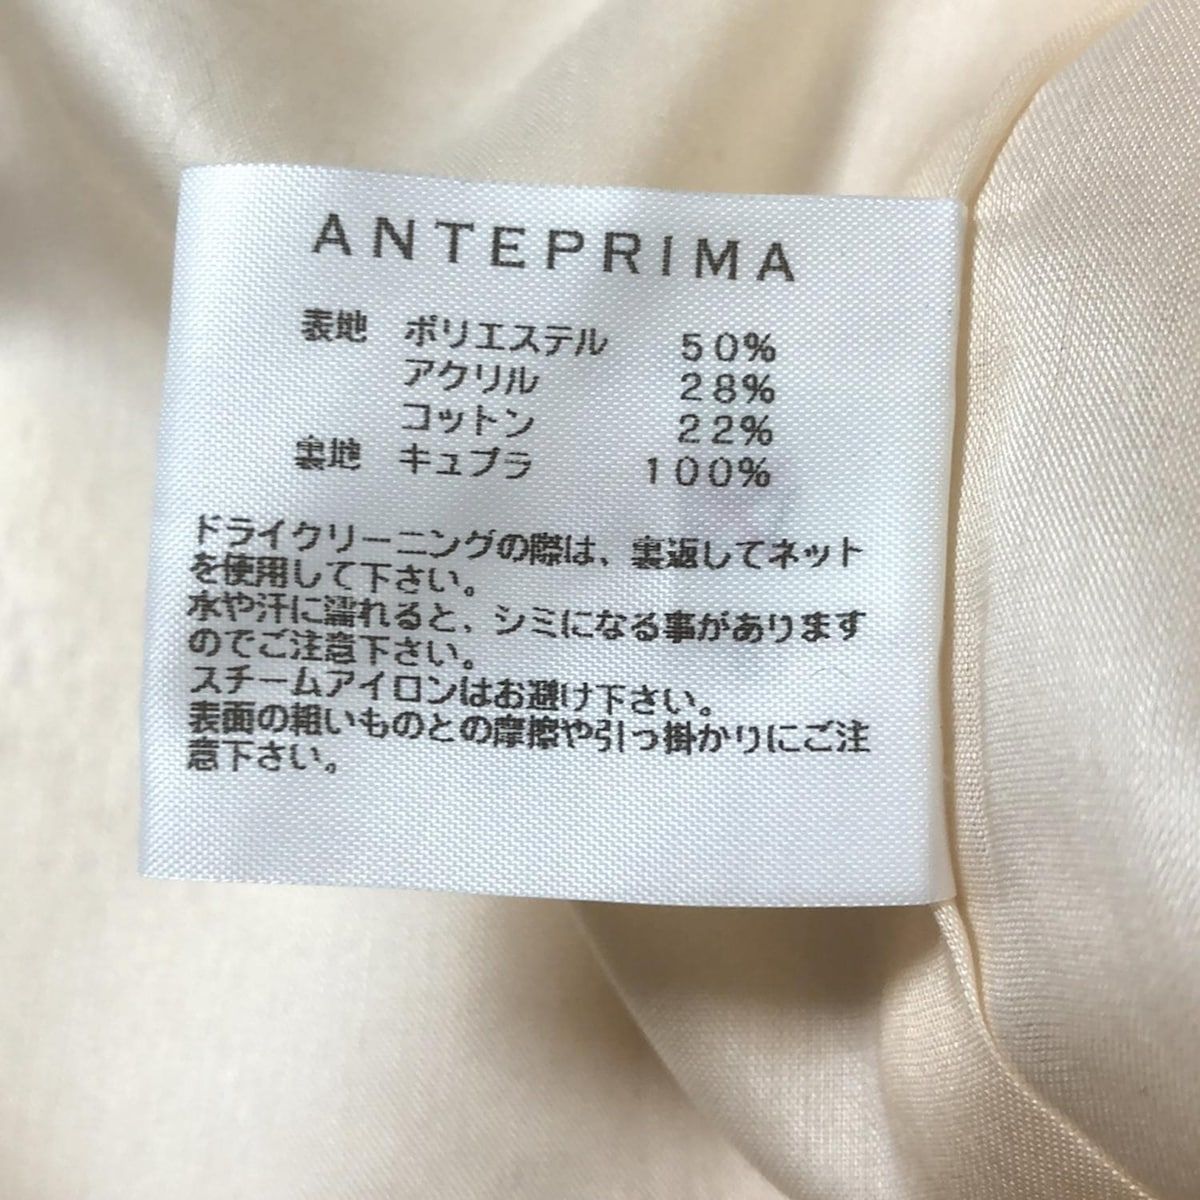 ANTEPRIMA
表地 ポリエステル 50%
アクリル 28%
コットン 22%
裏地 キュプラ 100%
ドライクリーニングの際は、裏返してネット
を使用して下さい。
水や汗に濡れると、シミになる事があります
のでご注意下さい。
スチームアイロンはお避け下さい。
表面の粗いものとの摩擦や引っ掛かりにご注
意下さい。